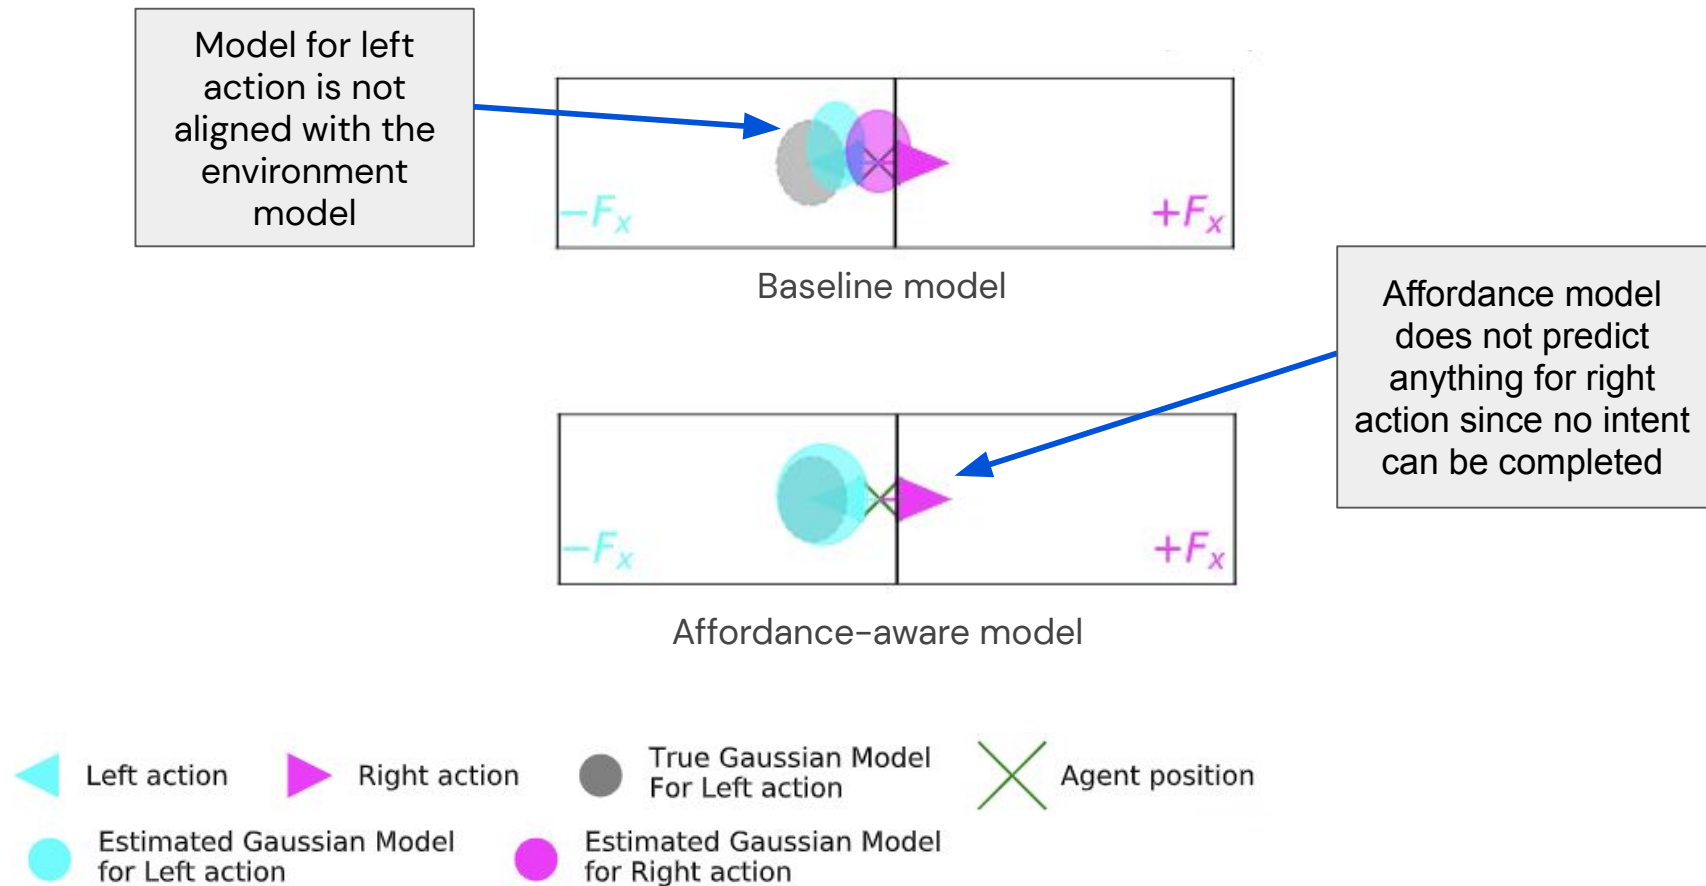 Model for left
action is not
aligned with the
environment
model
−Fₓ
+Fₓ
Baseline model
Affordance model
does not predict
anything for right
action since no intent
can be completed
−Fₓ
+Fₓ
Affordance-aware model
Left action
Right action
True Gaussian Model
For Left action
Agent position
Estimated Gaussian Model
for Left action
Estimated Gaussian Model
for Right action